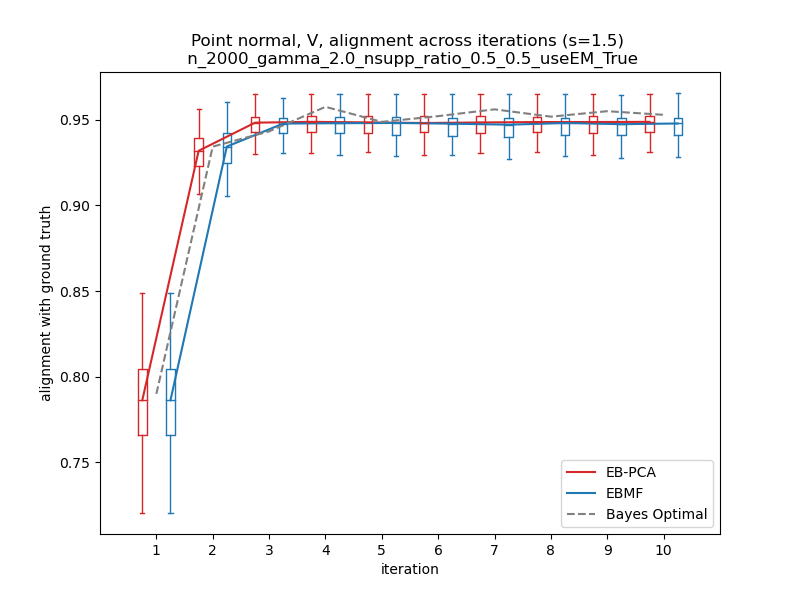 Point normal, V, alignment across iterations (s=1.5)
n_2000_gamma_2.0_nsupp_ratio_0.5_0.5_useEM_True
alignment with ground truth
0.95
0.90
0.85
0.80
0.75
EB-PCA
EBMF
Bayes Optimal
1 2 3 4 5 6 7 8 9 10
iteration